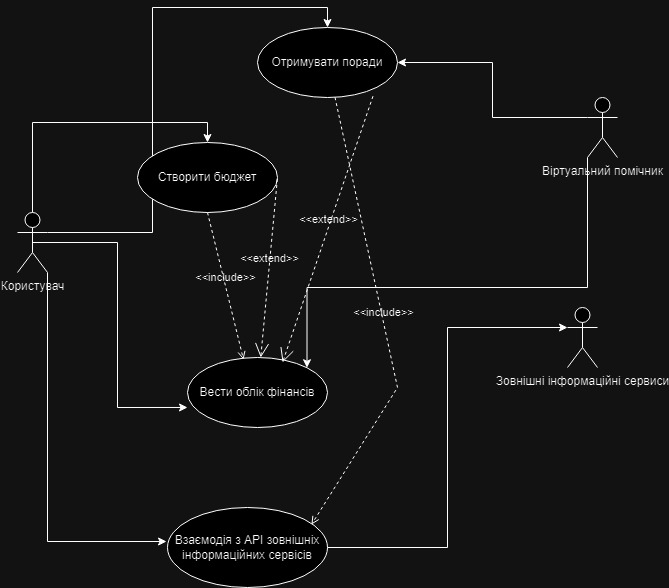 Отримувати поради
Віртуальний помічник
Створити бюджет
<<extend>>
<<extend>>
<<include>>
Користувач
<<include>>
Зовнішні інформаційні сервиси
Вести облік фінансів
Взаємодія з API зовнішніх
інформаційних сервісів